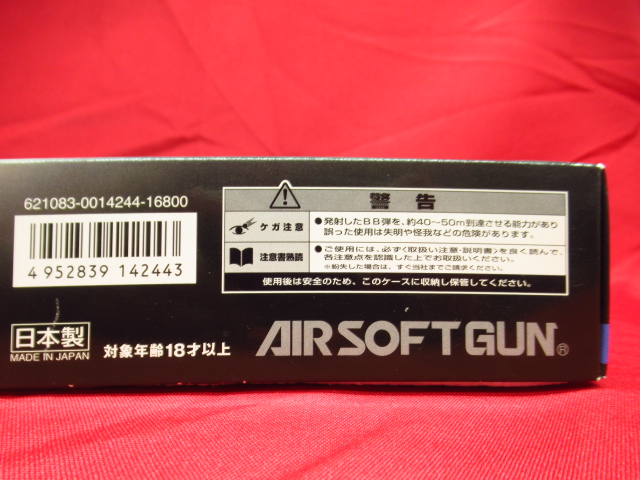 621083-0014244-16800
4 952839 142443
日本製
MADE IN JAPAN
対象年齢18才以上
警告
ケガ注意
●発射したBB弾を、約40〜50m到達させる能力があり
誤った使用は失明や怪我などの危険があります。
注意書熟読
●ご使用には、必ず〈取扱い注意・説明書〉を良く読んで、
各注意点を認識した上でお取扱いください。
※紛失した場合は、すぐ当社までご請求ください。
使用後は安全のため、このケースに収納し保管してください。
AIRSOFT GUN®